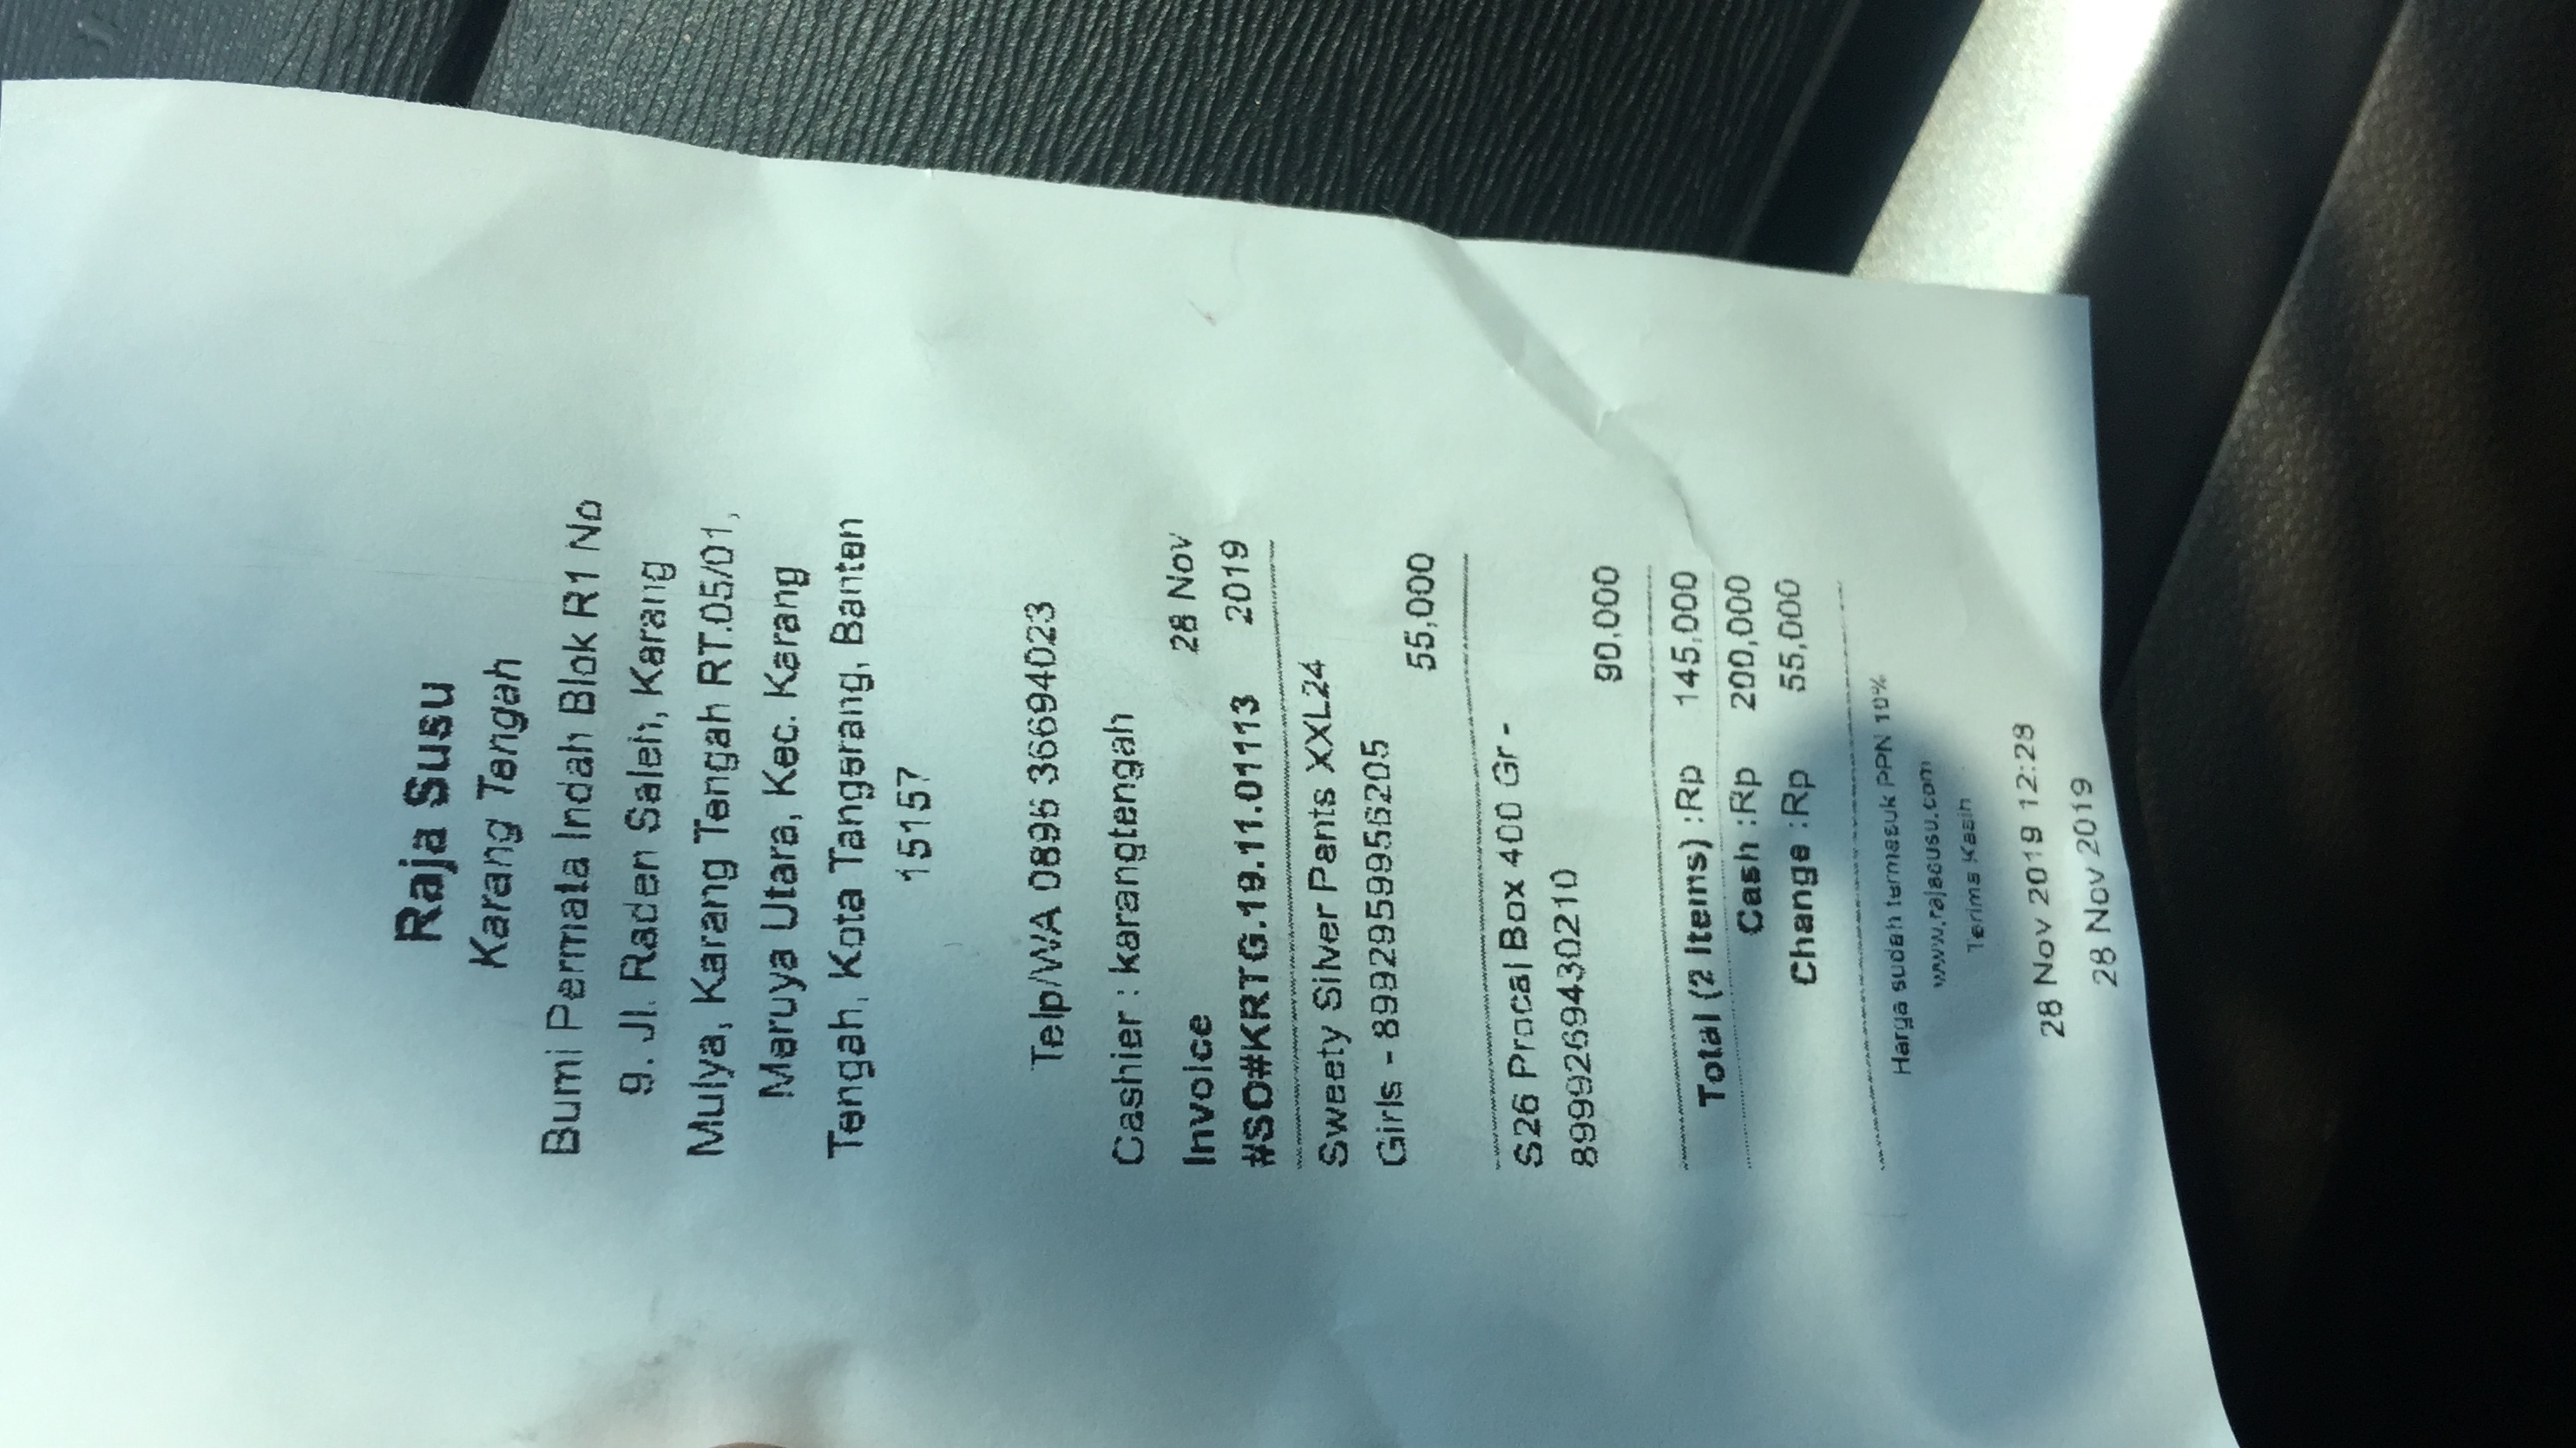 Raja Susu
Karang Tengah
Bumi Permata Indah Blok R1 No
9. Jl. Raden Saleh, Karang
Mulya, Karang Tengah RT.05/01,
Meruya Utara, Kec. Karang
Tengah, Kota Tangerang, Banten
15157
Telp/WA 0895 36694023
Cashier : karangtengah
Invoice 28 Nov
#SO#KRTG.19.11.01113 2019
Sweety Silver Pants XXL24
Girls - 8992959956205
55,000
S26 Procal Box 400 Gr -
8999269430210
90,000
Total (2 Items) :Rp 145,000
Cash :Rp 200,000
Change :Rp 55,000
Harga sudah termasuk PPN 10%
www.rajasusu.com
Terima Kasih
28 Nov 2019 12:28
28 Nov 2019